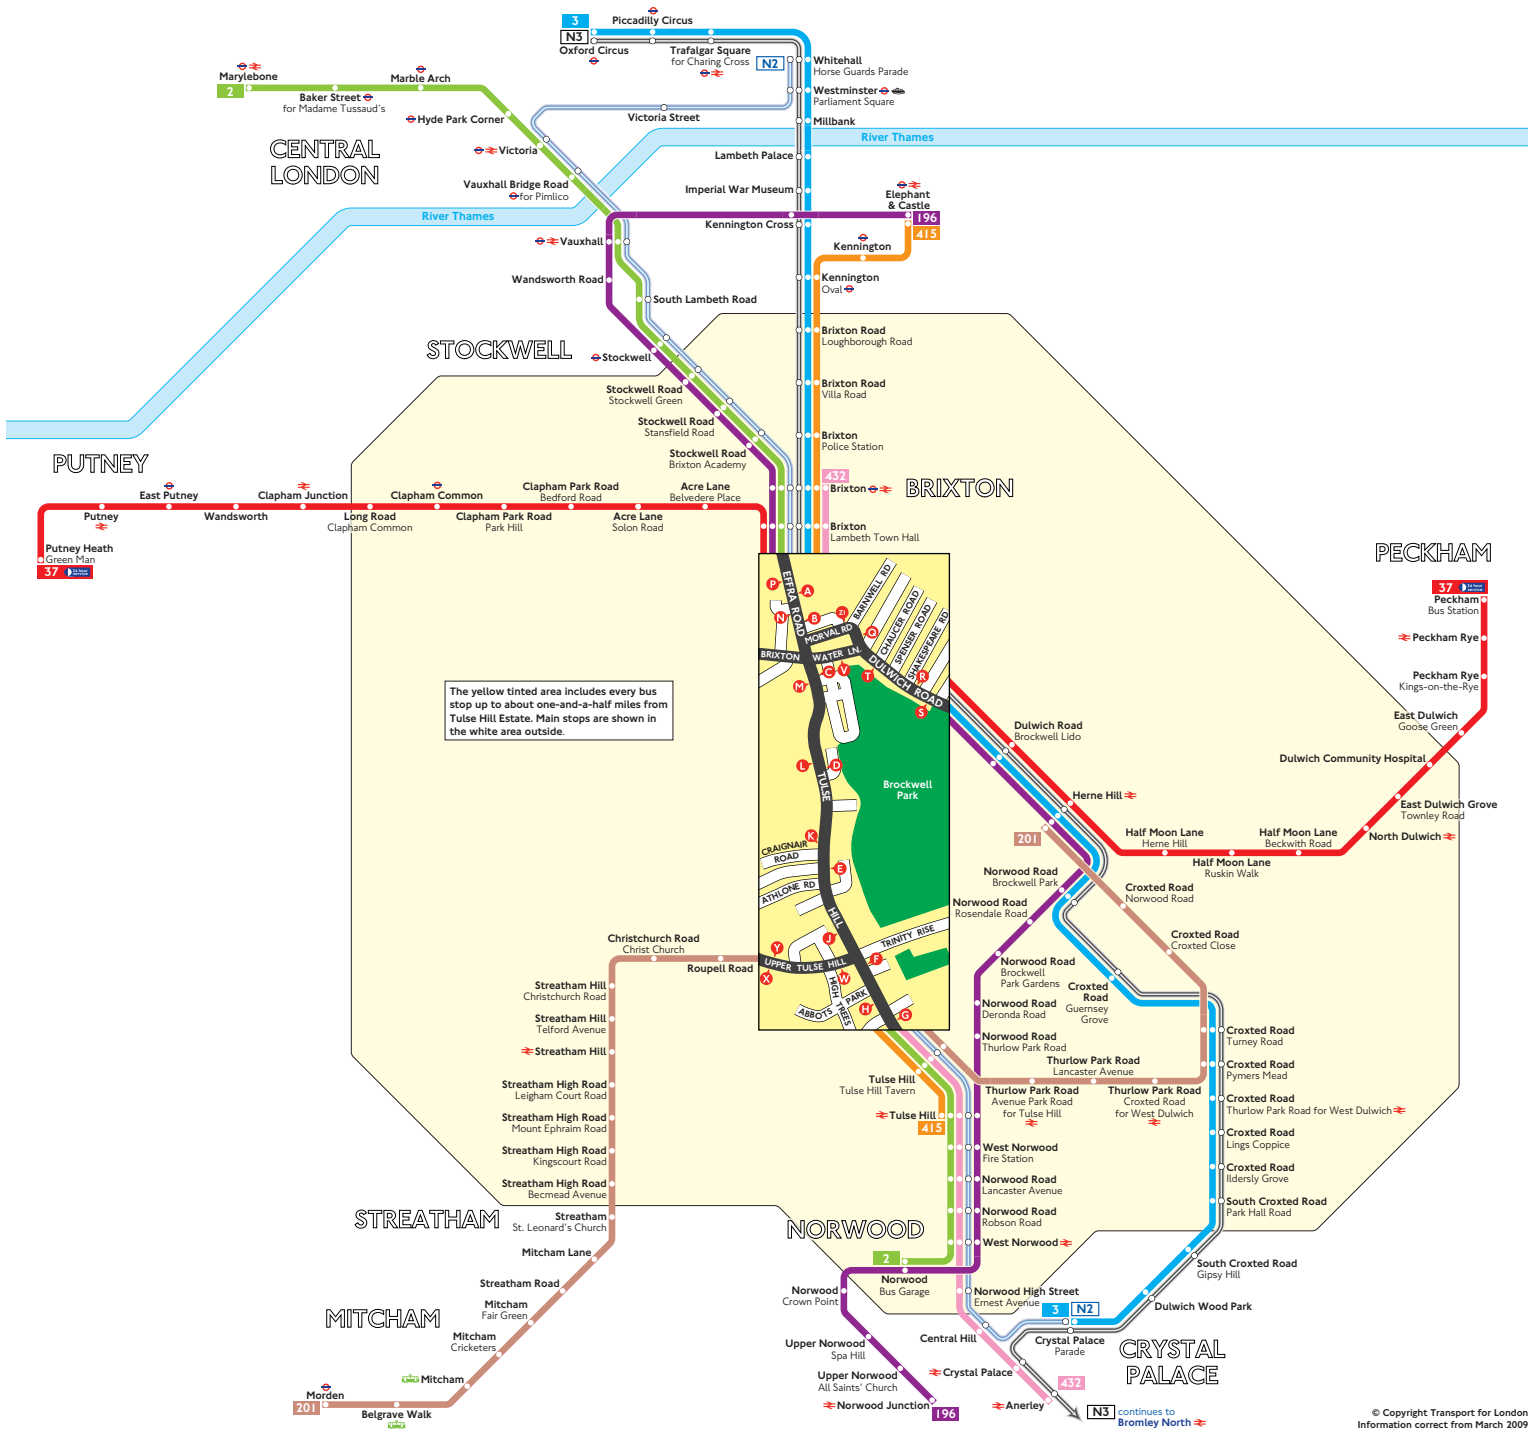 3
Piccadilly Circus
N3
Oxford Circus
Trafalgar Square
for Charing Cross
N2
Whitehall
Horse Guards Parade
Westminster
Parliament Square
Millbank
Marylebone
2
Marble Arch
Baker Street
for Madame Tussaud's
Hyde Park Corner
Victoria Street
Victoria
CENTRAL
LONDON
River Thames
River Thames
Vauxhall Bridge Road
for Pimlico
Lambeth Palace
Imperial War Museum
Elephant
& Castle
196
415
Kennington Cross
Kennington
Vauxhall
Wandsworth Road
South Lambeth Road
Kennington
Oval
Brixton Road
Loughborough Road
STOCKWELL
Stockwell
Stockwell Road
Stockwell Green
Stockwell Road
Stansfield Road
Stockwell Road
Brixton Academy
Brixton Road
Villa Road
Brixton
Police Station
432
Brixton
BRIXTON
Brixton
Lambeth Town Hall
PUTNEY
East Putney
Clapham Junction
Clapham Common
Clapham Park Road
Bedford Road
Acre Lane
Belvedere Place
Putney
Wandsworth
Long Road
Clapham Common
Clapham Park Road
Park Hill
Acre Lane
Solon Road
Putney Heath
Green Man
37
24 hour
service
PECKHAM
37
24 hour
service
Peckham
Bus Station
Peckham Rye
Peckham Rye
Kings-on-the-Rye
East Dulwich
Goose Green
Dulwich Community Hospital
East Dulwich Grove
Townley Road
North Dulwich
Half Moon Lane
Beckwith Road
Half Moon Lane
Ruskin Walk
Half Moon Lane
Herne Hill
Herne Hill
Dulwich Road
Brockwell Lido
The yellow tinted area includes every bus
stop up to about one-and-a-half miles from
Tulse Hill Estate. Main stops are shown in
the white area outside.
EFFRA ROAD
P
A
N
B
Z1
MORVAL RD
BARNWELL RD
CHAUCER ROAD
SPENSER ROAD
SHAKESPEARE RD
Q
BRIXTON
WATER LN.
DULWICH ROAD
M
C
V
T
R
S
L
D
TULSE
Brockwell
Park
K
CRAIGNAIR
ROAD
E
ATHLONE RD
HILL
J
Y
TRINITY RISE
F
UPPER TULSE HILL
X
W
HIGH TREES
ABBOTS PARK
H
G
201
Norwood Road
Brockwell Park
Norwood Road
Rosendale Road
Croxted Road
Norwood Road
Croxted Road
Croxted Close
Norwood Road
Brockwell
Park Gardens
Croxted
Road
Guernsey
Grove
Norwood Road
Deronda Road
Norwood Road
Thurlow Park Road
Thurlow Park Road
Lancaster Avenue
Thurlow Park Road
Avenue Park Road
for Tulse Hill
Thurlow Park Road
Croxted Road
for West Dulwich
Croxted Road
Turney Road
Croxted Road
Pymers Mead
Croxted Road
Thurlow Park Road for West Dulwich
Croxted Road
Lings Coppice
Croxted Road
Ildersly Grove
South Croxted Road
Park Hall Road
South Croxted Road
Gipsy Hill
Dulwich Wood Park
Christchurch Road
Christ Church
Roupell Road
Streatham Hill
Christchurch Road
Streatham Hill
Telford Avenue
Streatham Hill
Streatham High Road
Leigham Court Road
Streatham High Road
Mount Ephraim Road
Streatham High Road
Kingscourt Road
Streatham High Road
Becmead Avenue
STREATHAM
Streatham
St. Leonard's Church
Mitcham Lane
Streatham Road
MITCHAM
Mitcham
Fair Green
Mitcham
Cricketers
Mitcham
Morden
201
Belgrave Walk
Tulse Hill
Tulse Hill Tavern
Tulse Hill
415
West Norwood
Fire Station
Norwood Road
Lancaster Avenue
Norwood Road
Robson Road
West Norwood
NORWOOD
2
Norwood
Bus Garage
Norwood
Crown Point
Norwood High Street
Ernest Avenue
3
N2
Crystal Palace
Parade
CRYSTAL
PALACE
Upper Norwood
Spa Hill
Central Hill
Upper Norwood
All Saints' Church
Crystal Palace
432
Norwood Junction
196
Anerley
N3
continues to
Bromley North
© Copyright Transport for London
Information correct from March 2009